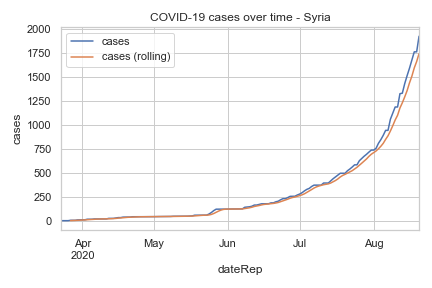 COVID-19 cases over time - Syria
cases
cases (rolling)
2000
1750
1500
1250
1000
750
500
250
0
cases
Apr
2020
May
Jun
Jul
Aug
dateRep